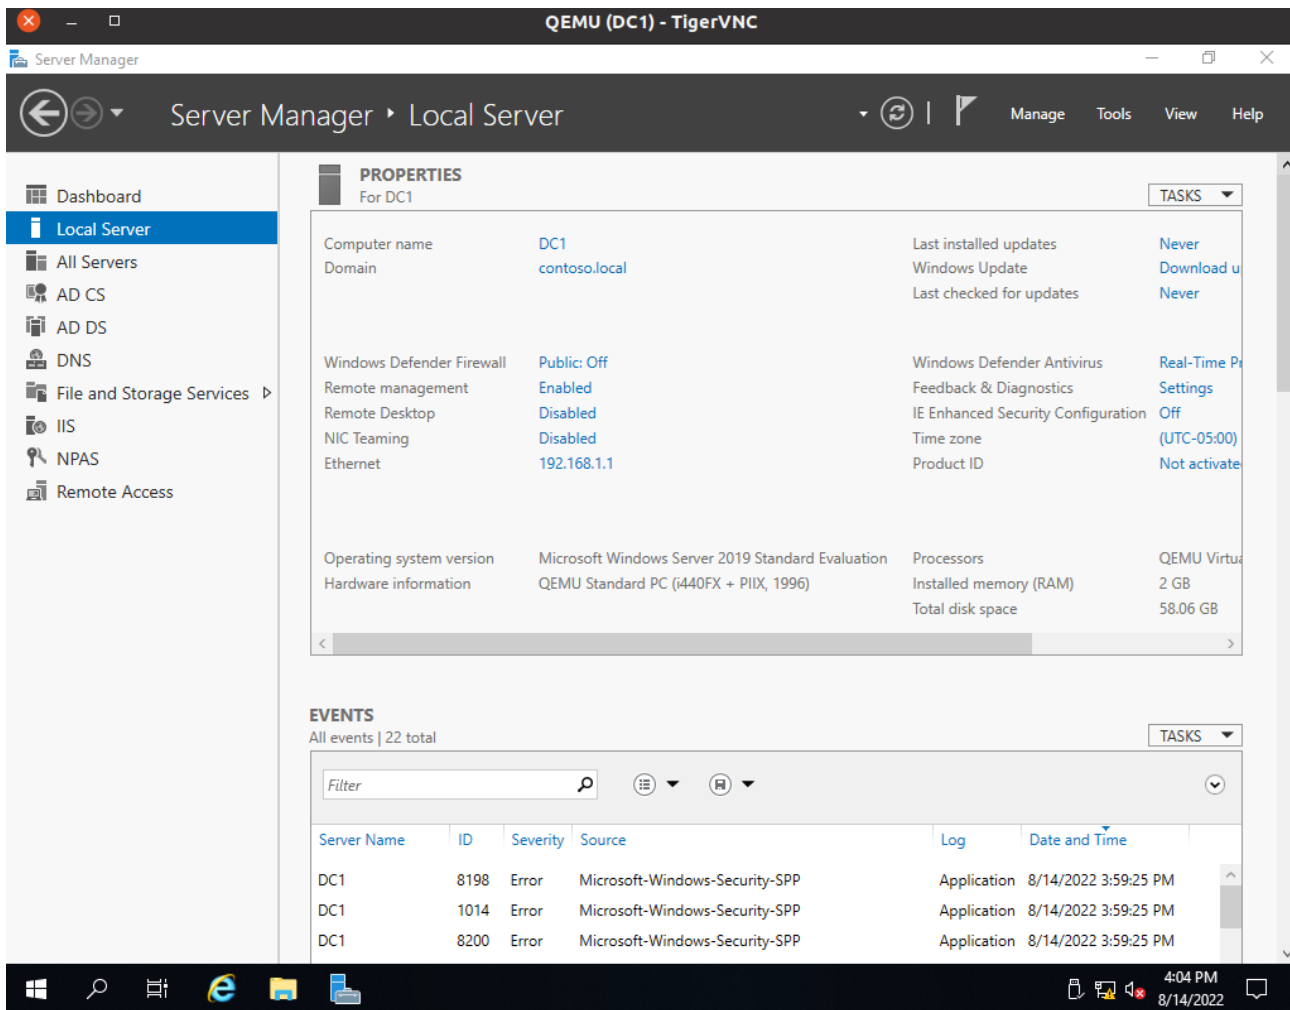 QEMU (DC1) - TigerVNC
Server Manager
Server Manager ‣ Local Server
Manage Tools View Help
Dashboard
Local Server
All Servers
AD CS
AD DS
DNS
File and Storage Services
IIS
NPAS
Remote Access
PROPERTIES
For DC1
TASKS
Computer name DC1 Last installed updates Never
Domain contoso.local Windows Update Download u
Last checked for updates Never
Windows Defender Firewall Public: Off Windows Defender Antivirus Real-Time Pr
Remote management Enabled Feedback & Diagnostics Settings
Remote Desktop Disabled IE Enhanced Security Configuration Off
NIC Teaming Disabled Time zone (UTC-05:00)
Ethernet 192.168.1.1 Product ID Not activate
Operating system version Microsoft Windows Server 2019 Standard Evaluation Processors QEMU Virtua
Hardware information QEMU Standard PC (i440FX + PIIX, 1996) Installed memory (RAM) 2 GB
Total disk space 58.06 GB
EVENTS
All events | 22 total
TASKS
Filter
Server Name ID Severity Source Log Date and Time
DC1 8198 Error Microsoft-Windows-Security-SPP Application 8/14/2022 3:59:25 PM
DC1 1014 Error Microsoft-Windows-Security-SPP Application 8/14/2022 3:59:25 PM
DC1 8200 Error Microsoft-Windows-Security-SPP Application 8/14/2022 3:59:25 PM
4:04 PM
8/14/2022